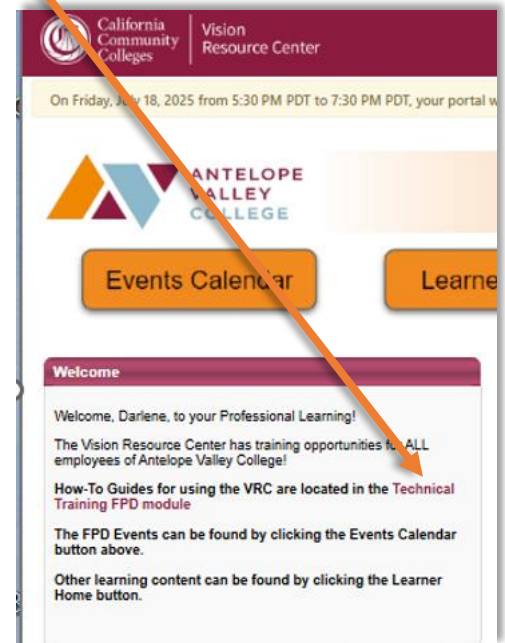 California
Community
Colleges
Vision
Resource Center
On Friday, July 18, 2025 from 5:30 PM PDT to 7:30 PM PDT, your portal w
ANTELOPE
VALLEY
COLLEGE
Events Calendar
Learne
Welcome
Welcome, Darlene, to your Professional Learning!
The Vision Resource Center has training opportunities for ALL
employees of Antelope Valley College!
How-To Guides for using the VRC are located in the Technical
Training FPD module
The FPD Events can be found by clicking the Events Calendar
button above.
Other learning content can be found by clicking the Learner
Home button.